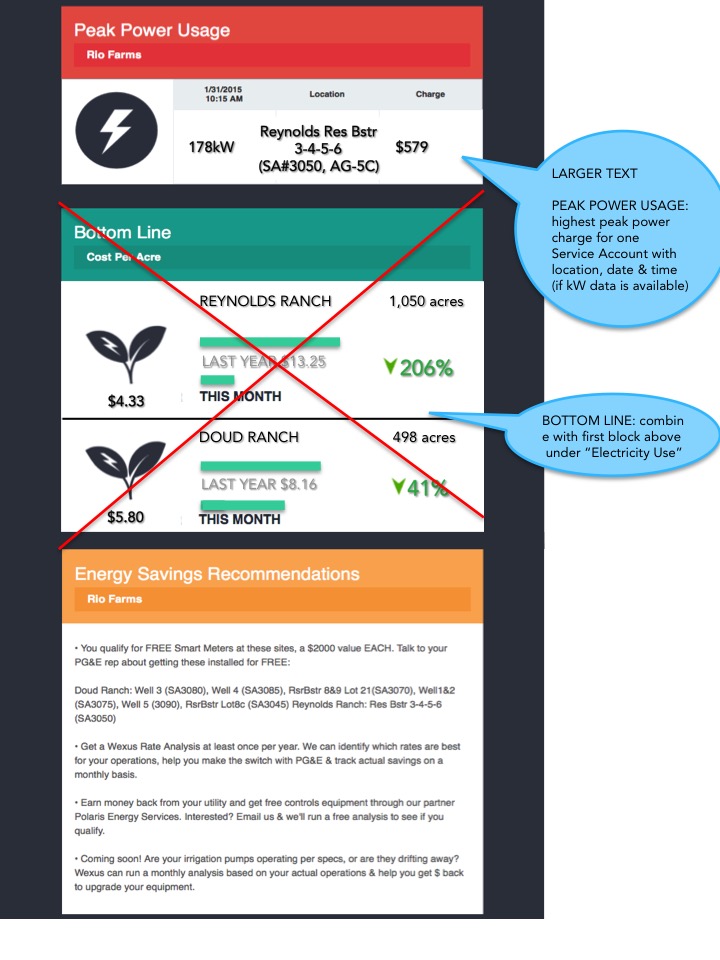 Peak Power Usage
Rio Farms
1/31/2015
10:15 AM
Location
Charge
178kW
Reynolds Res Bstr
3-4-5-6
(SA#3050, AG-5C)
$579
LARGER TEXT
PEAK POWER USAGE:
highest peak power
charge for one
Service Account with
location, date & time
(if kW data is available)
Bottom Line
Cost Per Acre
REYNOLDS RANCH
1,050 acres
LAST YEAR $13.25
206%
THIS MONTH
$4.33
BOTTOM LINE: combin
e with first block above
under “Electricity Use”
DOUD RANCH
498 acres
LAST YEAR $8.16
41%
THIS MONTH
$5.80
Energy Savings Recommendations
Rio Farms
• You qualify for FREE Smart Meters at these sites, a $2000 value EACH. Talk to your
PG&E rep about getting these installed for FREE:
Doud Ranch: Well 3 (SA3080), Well 4 (SA3085), RsrBstr 8&9 Lot 21(SA3070), Well1&2
(SA3075), Well 5 (3090), RsrBstr Lot8c (SA3045) Reynolds Ranch: Res Bstr 3-4-5-6
(SA3050)
• Get a Wexus Rate Analysis at least once per year. We can identify which rates are best
for your operations, help you make the switch with PG&E & track actual savings on a
monthly basis.
• Earn money back from your utility and get free controls equipment through our partner
Polaris Energy Services. Interested? Email us & we'll run a free analysis to see if you
qualify.
• Coming soon! Are your irrigation pumps operating per specs, or are they drifting away?
Wexus can run a monthly analysis based on your actual operations & help you get $ back
to upgrade your equipment.